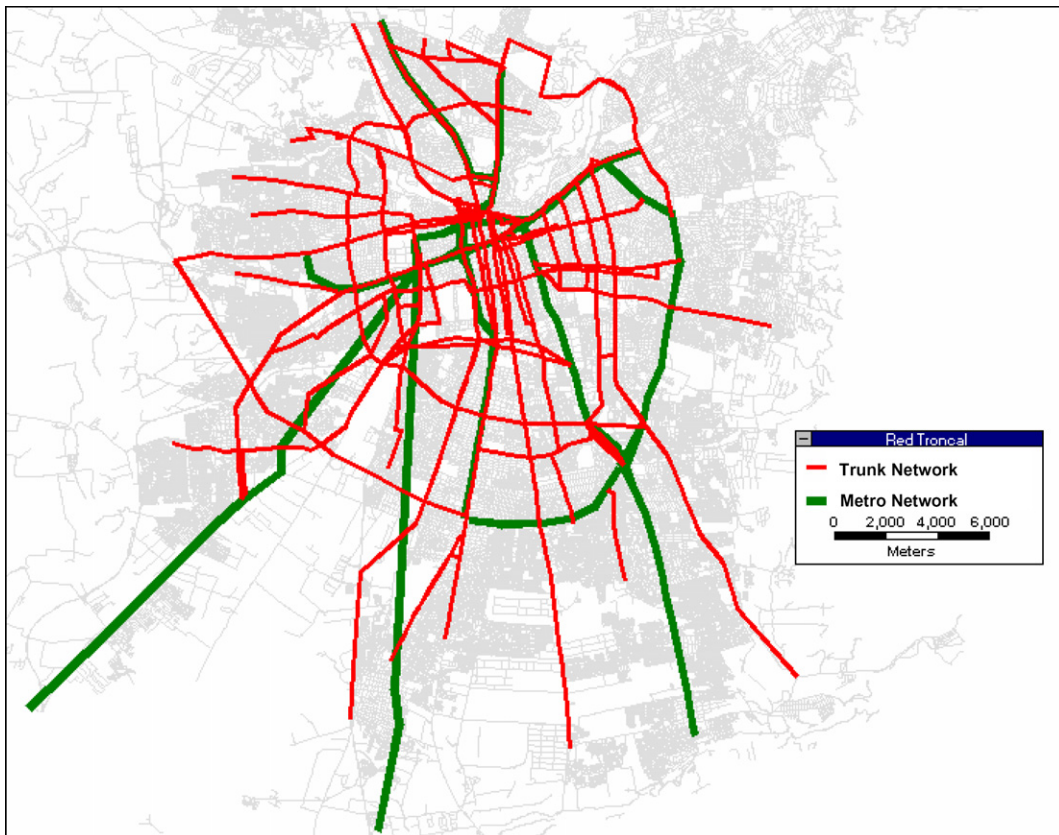 Red Troncal
Trunk Network
Metro Network
0 2,000 4,000 6,000
Meters